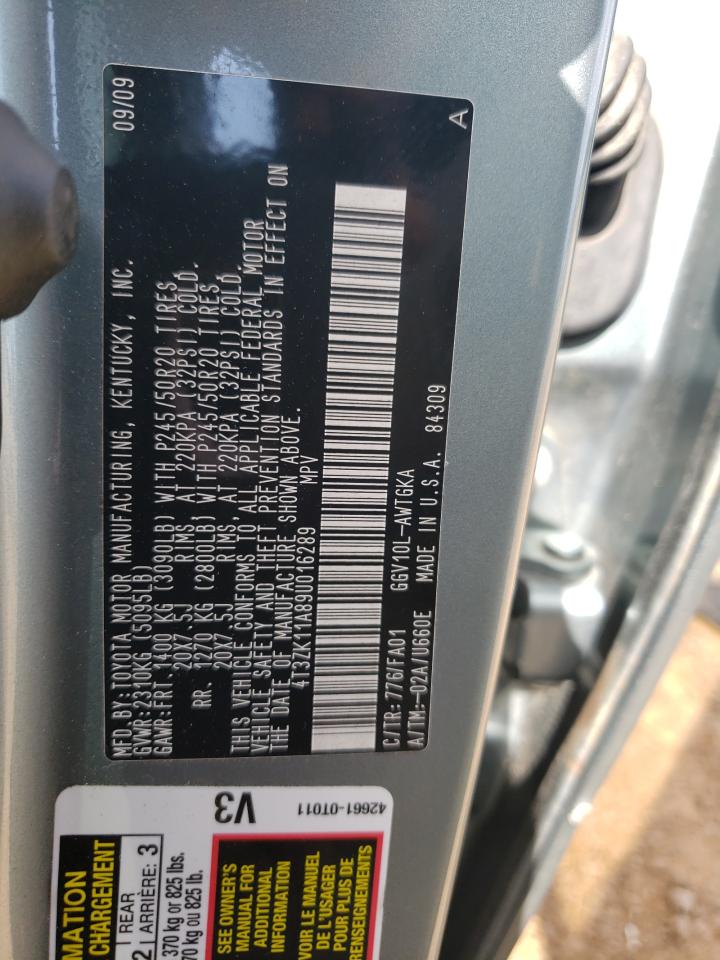 MFD. BY: TOYOTA MOTOR MANUFACTURING, KENTUCKY, INC. 09/09
GVWR: 2310KG (5095LB)
GAWR: FRT. 1400 KG (3090LB) WITH P245/50R20 TIRES,
20X7.5J RIMS, AT 220KPA (32PSI) COLD.
RR. 1270 KG (2800LB) WITH P245/50R20 TIRES,
20X7.5J RIMS, AT 220KPA (32PSI) COLD.
THIS VEHICLE CONFORMS TO ALL APPLICABLE FEDERAL MOTOR
VEHICLE SAFETY AND THEFT PREVENTION STANDARDS IN EFFECT ON
THE DATE OF MANUFACTURE SHOWN ABOVE.
4T3ZK11A89U016289 MPV
C/TR: 776/FA01 GGV10L-AWTGKA
A/TM: -02A/U660E MADE IN U.S.A. 84309 A
MATION
CHARGEMENT
2 REAR
ARRIÈRE: 3
370 kg or 825 lbs.
70 kg ou 825 lb.
V3
42661-0T011
SEE OWNER'S
MANUAL FOR
ADDITIONAL
INFORMATION
VOIR LE MANUEL
DE L'USAGER
POUR PLUS DE
RENSEIGNEMENTS